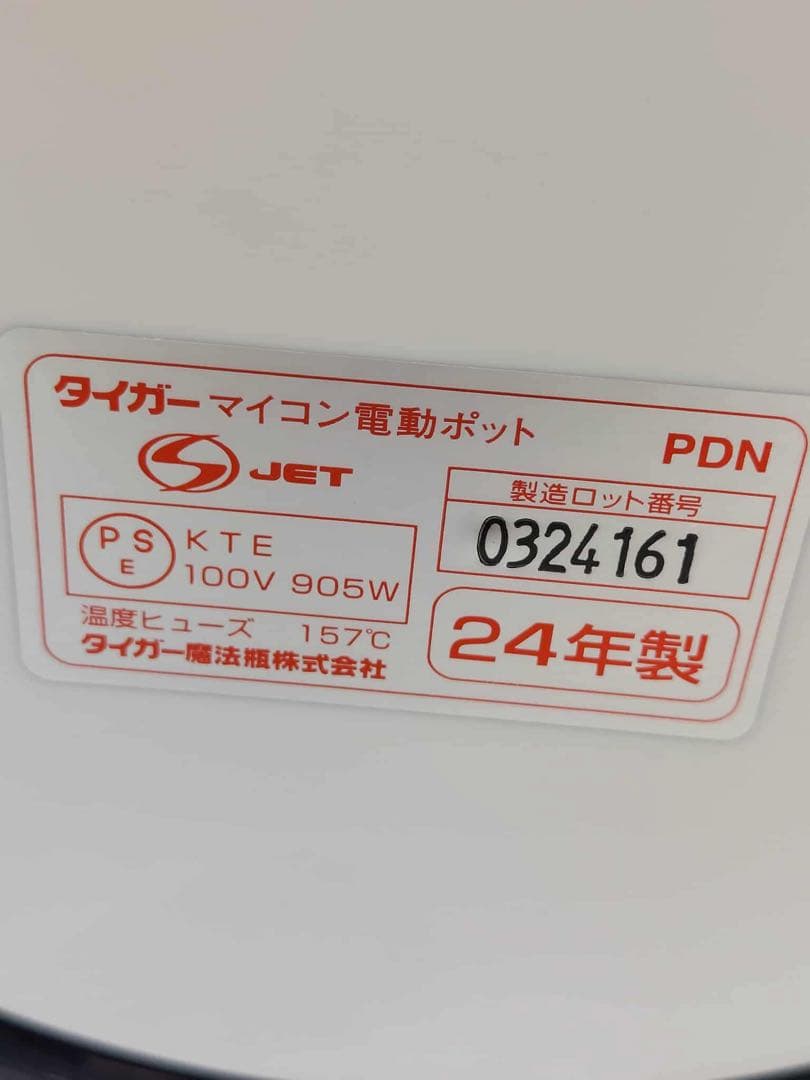 タイガー マイコン電動ポット PDN
S JET
製造ロット番号
0324161
PS
E
KTE
100V 905W
温度ヒューズ 157℃
タイガー魔法瓶株式会社
24年製